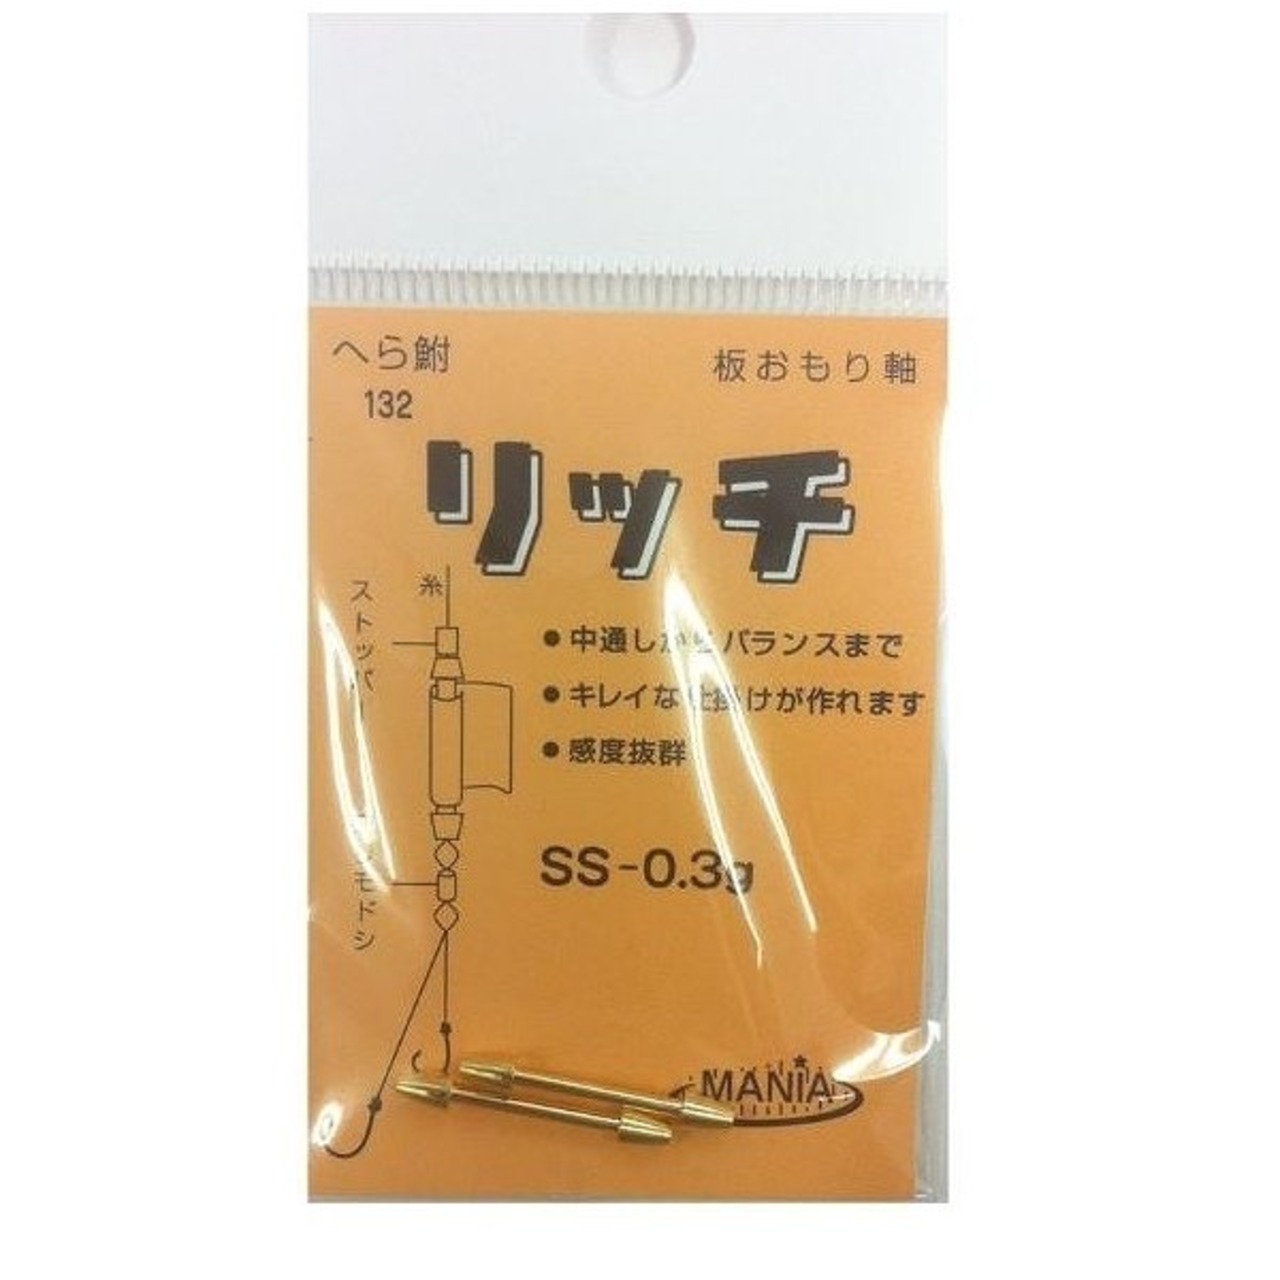 へら鮒
板おもり軸
132
リッチ
糸
ストッパー
● 中通しからバランスまで
● キレイな仕掛けが作れます
● 感度抜群
SS-0.3g
モドシ
MANiA